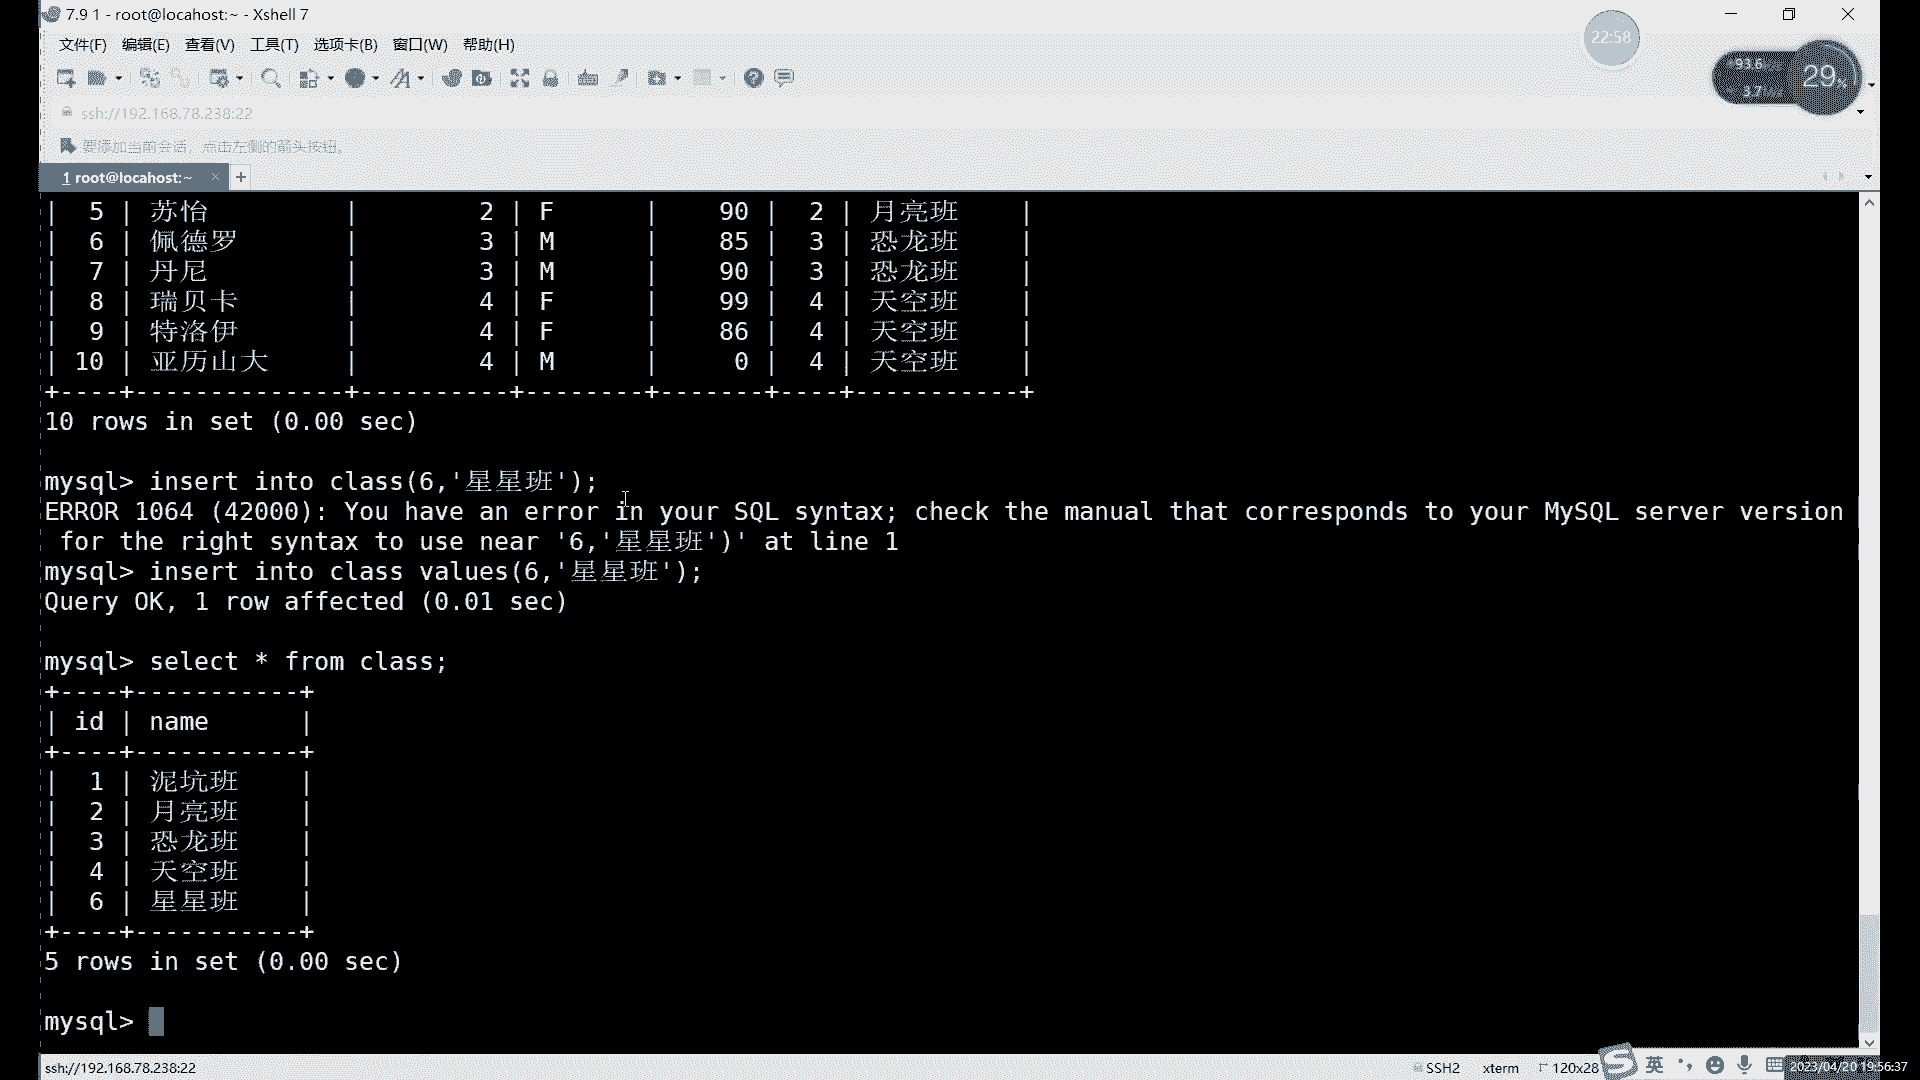 7.9 1 - root@locahost:~ - Xshell 7
文件(F) 编辑(E) 查看(V) 工具(T) 选项卡(B) 窗口(W) 帮助(H)
22:58
93.6
3.7
29%
ssh://192.168.78.238:22
要添加当前会话，点击左侧的箭头按钮。
1 root@locahost:~ × +
| 5 | 苏怡 | 2 | F | 90 | 2 | 月亮班 |
| 6 | 佩德罗 | 3 | M | 85 | 3 | 恐龙班 |
| 7 | 丹尼 | 3 | M | 90 | 3 | 恐龙班 |
| 8 | 瑞贝卡 | 4 | F | 99 | 4 | 天空班 |
| 9 | 特洛伊 | 4 | F | 86 | 4 | 天空班 |
| 10 | 亚历山大 | 4 | M | 0 | 4 | 天空班 |
+----+--------------+----------+--------+-------+----+-----------+
10 rows in set (0.00 sec)
mysql> insert into class(6,'星星班');
ERROR 1064 (42000): You have an error in your SQL syntax; check the manual that corresponds to your MySQL server version
for the right syntax to use near '6,'星星班')' at line 1
mysql> insert into class values(6,'星星班');
Query OK, 1 row affected (0.01 sec)
mysql> select * from class;
+----+-----------+
| id | name |
+----+-----------+
| 1 | 泥坑班 |
| 2 | 月亮班 |
| 3 | 恐龙班 |
| 4 | 天空班 |
| 6 | 星星班 |
+----+-----------+
5 rows in set (0.00 sec)
mysql>
ssh://192.168.78.238:22 SSH2 xterm 120x28 英 2023/04/20 19:56:37